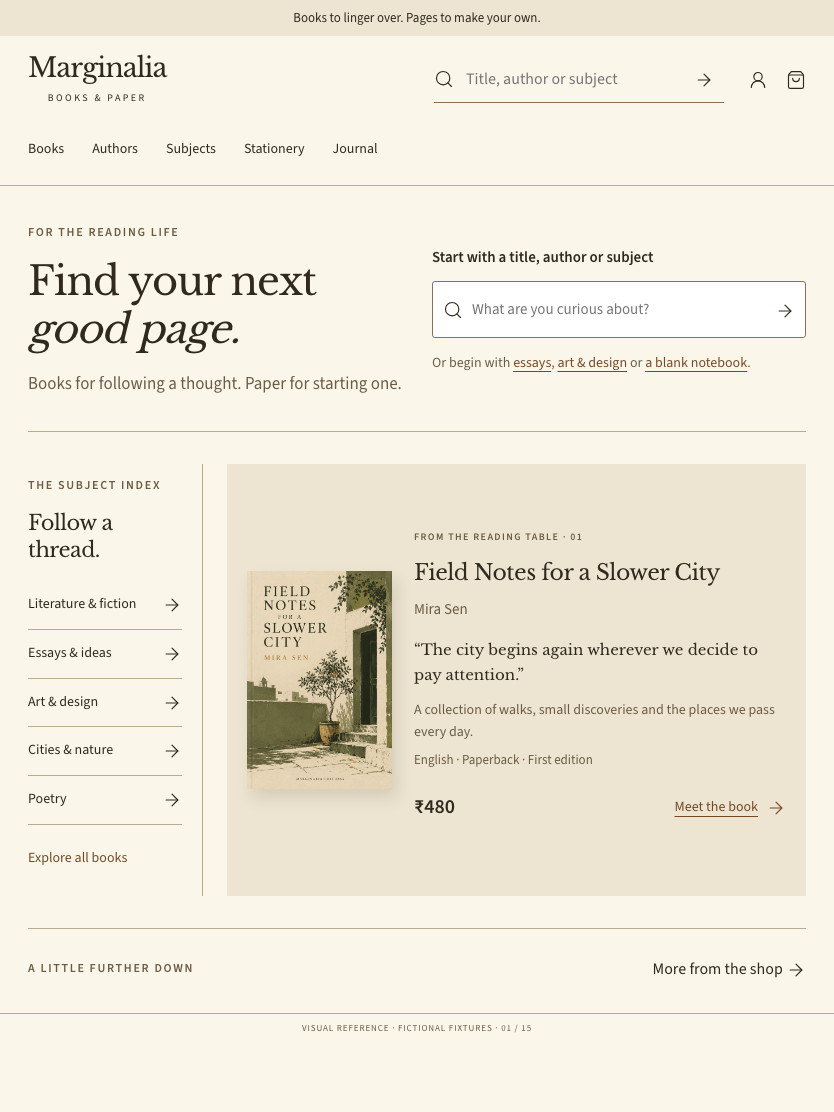 Books to linger over. Pages to make your own.
Marginalia
BOOKS & PAPER
Title, author or subject
Books
Authors
Subjects
Stationery
Journal
FOR THE READING LIFE
Find your next
good page.
Books for following a thought. Paper for starting one.
Start with a title, author or subject
What are you curious about?
Or begin with essays, art & design or a blank notebook.
THE SUBJECT INDEX
Follow a
thread.
Literature & fiction
Essays & ideas
Art & design
Cities & nature
Poetry
Explore all books
FIELD
NOTES
FOR A
SLOWER
CITY
MIRA SEN
FROM THE READING TABLE · 01
Field Notes for a Slower City
Mira Sen
“The city begins again wherever we decide to
pay attention.”
A collection of walks, small discoveries and the places we pass
every day.
English · Paperback · First edition
₹480
Meet the book
A LITTLE FURTHER DOWN
More from the shop
VISUAL REFERENCE · FICTIONAL FIXTURES · 01 / 15